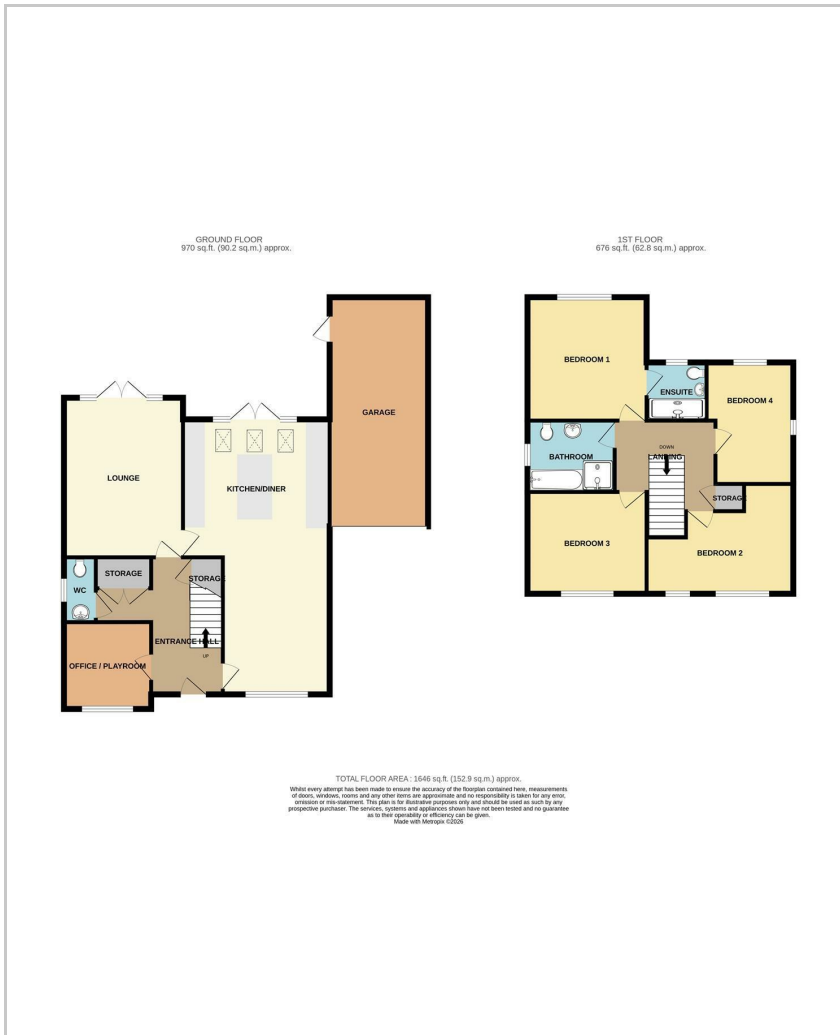 GROUND FLOOR
970 sq.ft. (90.2 sq.m.) approx.
GARAGE
LOUNGE
KITCHEN/DINER
STORAGE
WC
STORAGE
ENTRANCE HALL
UP
OFFICE / PLAYROOM
1ST FLOOR
676 sq.ft. (62.8 sq.m.) approx.
BEDROOM 1
ENSUITE
BEDROOM 4
DOWN
LANDING
BATHROOM
STORAGE
BEDROOM 3
BEDROOM 2
TOTAL FLOOR AREA : 1646 sq.ft. (152.9 sq.m.) approx.
Whilst every attempt has been made to ensure the accuracy of the floorplan contained here, measurements
of doors, windows, rooms and any other items are approximate and no responsibility is taken for any error,
omission or mis-statement. This plan is for illustrative purposes only and should be used as such by any
prospective purchaser. The services, systems and appliances shown have not been tested and no guarantee
as to their operability or efficiency can be given.
Made with Metropix ©2026